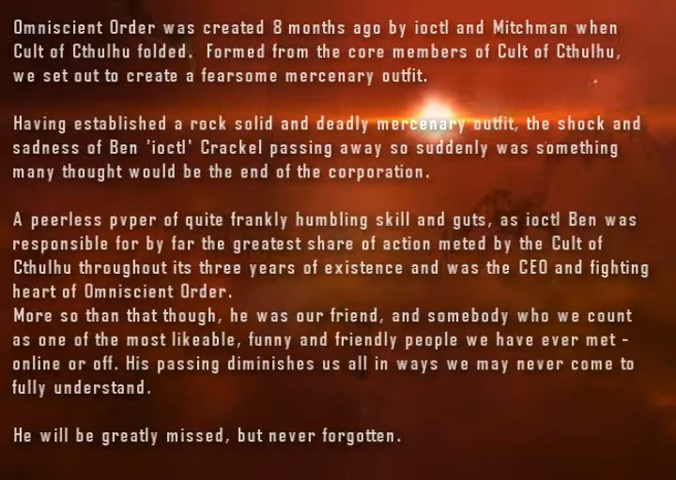 Omniscient Order was created 8 months ago by ioctl and Mitchman when
Cult of Cthulhu folded. Formed from the core members of Cult of Cthulhu,
we set out to create a fearsome mercenary outfit.
Having established a rock solid and deadly mercenary outfit, the shock and
sadness of Ben 'ioctl' Crackel passing away so suddenly was something
many thought would be the end of the corporation.
A peerless pvper of quite frankly humbling skill and guts, as ioctl Ben was
responsible for by far the greatest share of action meted by the Cult of
Cthulhu throughout its three years of existence and was the CEO and fighting
heart of Omniscient Order.
More so than that though, he was our friend, and somebody who we count
as one of the most likeable, funny and friendly people we have ever met -
online or off. His passing diminishes us all in ways we may never come to
fully understand.
He will be greatly missed, but never forgotten.